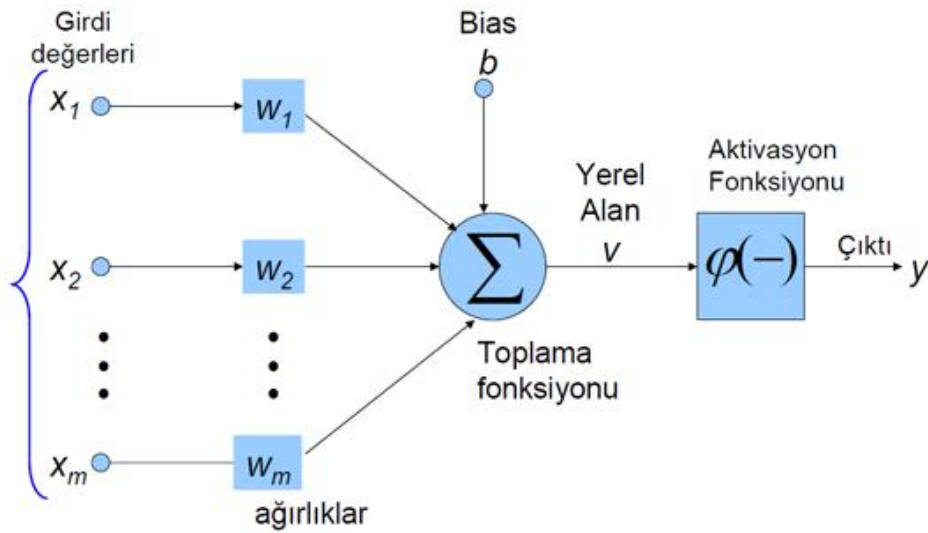 Girdi
değerleri
Bias
b
x₁
w₁
Aktivasyon
Fonksiyonu
Yerel
Alan
v
x₂
w₂
∑
φ(−)
Çıktı
y
Toplama
fonksiyonu
xₘ
wₘ
ağırlıklar